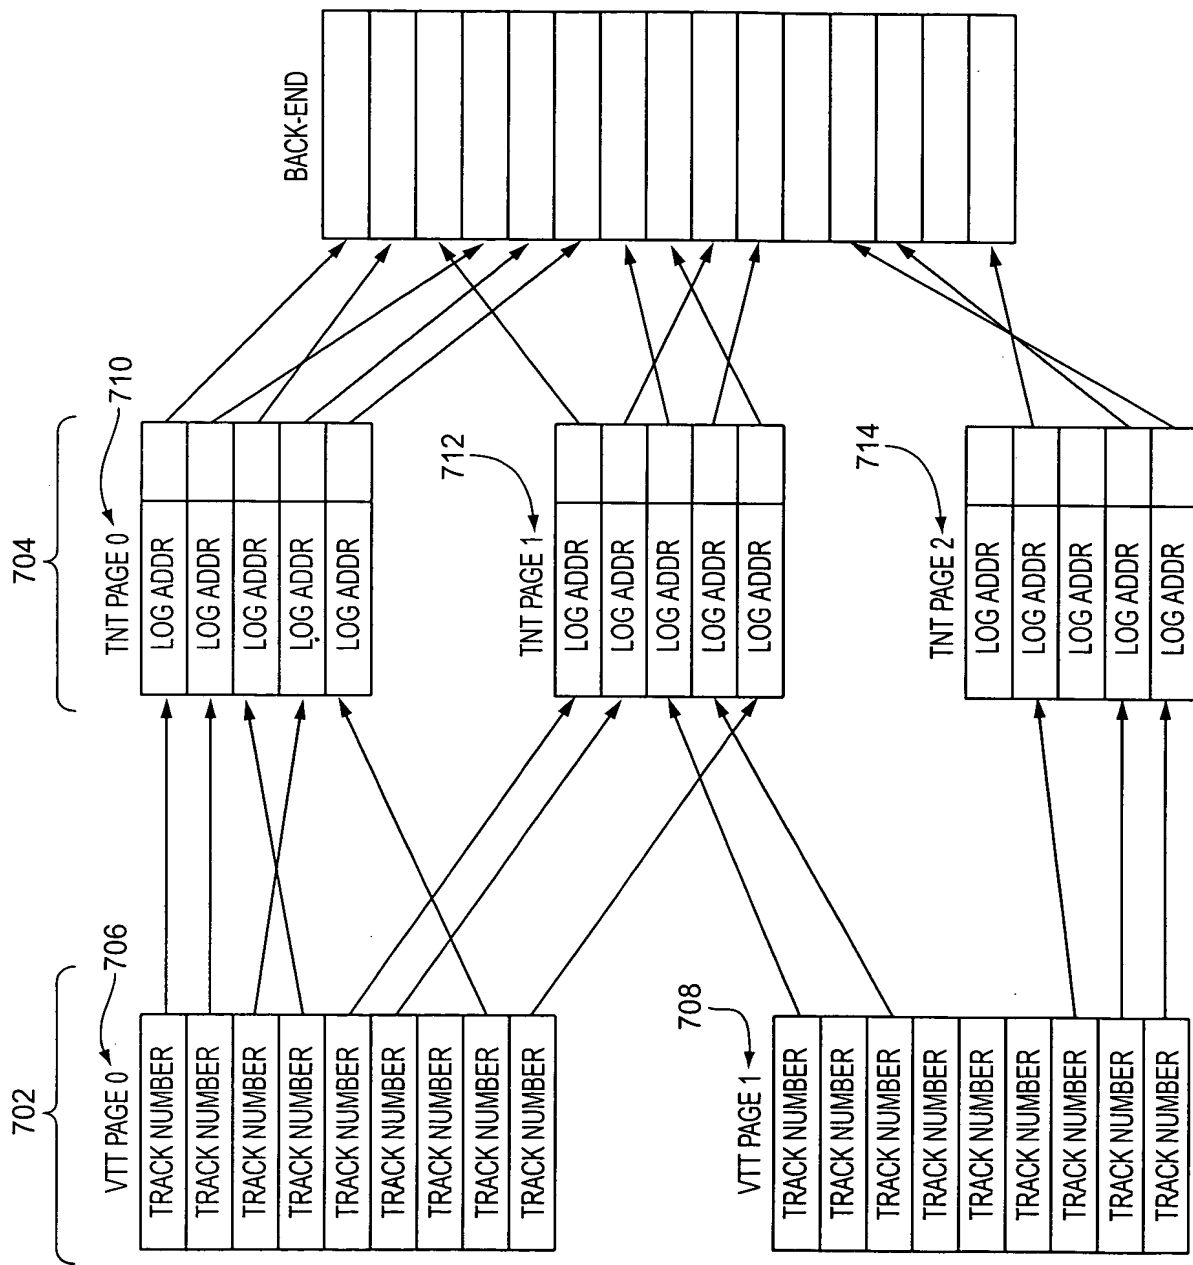 702
VTT PAGE 0
706
TRACK NUMBER
TRACK NUMBER
TRACK NUMBER
TRACK NUMBER
TRACK NUMBER
TRACK NUMBER
TRACK NUMBER
TRACK NUMBER
TRACK NUMBER
VTT PAGE 1
708
TRACK NUMBER
TRACK NUMBER
TRACK NUMBER
TRACK NUMBER
TRACK NUMBER
TRACK NUMBER
TRACK NUMBER
TRACK NUMBER
TRACK NUMBER
704
TNT PAGE 0
710
LOG ADDR
LOG ADDR
LOG ADDR
LOG ADDR
LOG ADDR
TNT PAGE 1
712
LOG ADDR
LOG ADDR
LOG ADDR
LOG ADDR
LOG ADDR
TNT PAGE 2
714
LOG ADDR
LOG ADDR
LOG ADDR
LOG ADDR
LOG ADDR
BACK-END